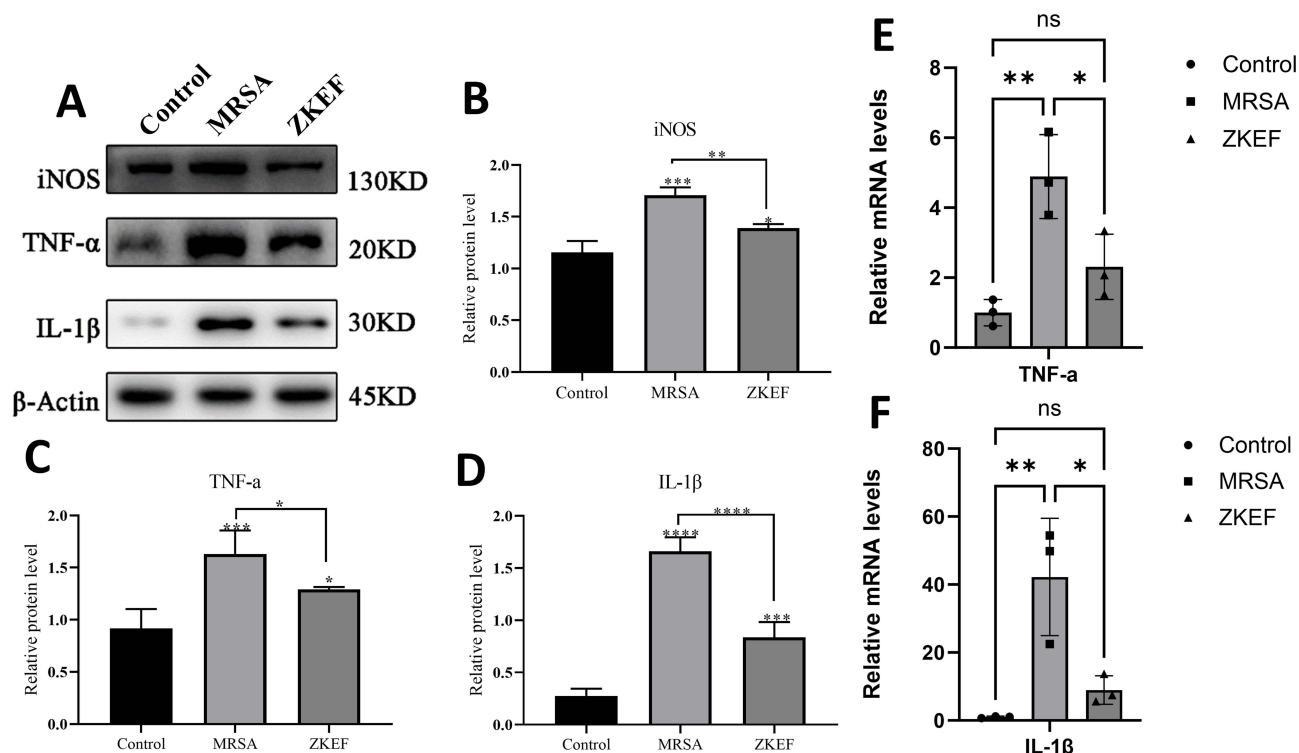 A
Control
MRSA
ZKEF
iNOS
130KD
TNF-α
20KD
IL-1β
30KD
β-Actin
45KD
B
iNOS
Relative protein level
2.0
1.5
1.0
0.5
0.0
***
**
*
Control
MRSA
ZKEF
C
TNF-a
Relative protein level
2.0
1.5
1.0
0.5
0.0
***
*
*
Control
MRSA
ZKEF
D
IL-1β
Relative protein level
2.0
1.5
1.0
0.5
0.0
****
****
***
Control
MRSA
ZKEF
E
ns
**
*
Relative mRNA levels
8
6
4
2
0
TNF-a
Control
MRSA
ZKEF
F
ns
**
*
Relative mRNA levels
80
60
40
20
0
IL-1β
Control
MRSA
ZKEF